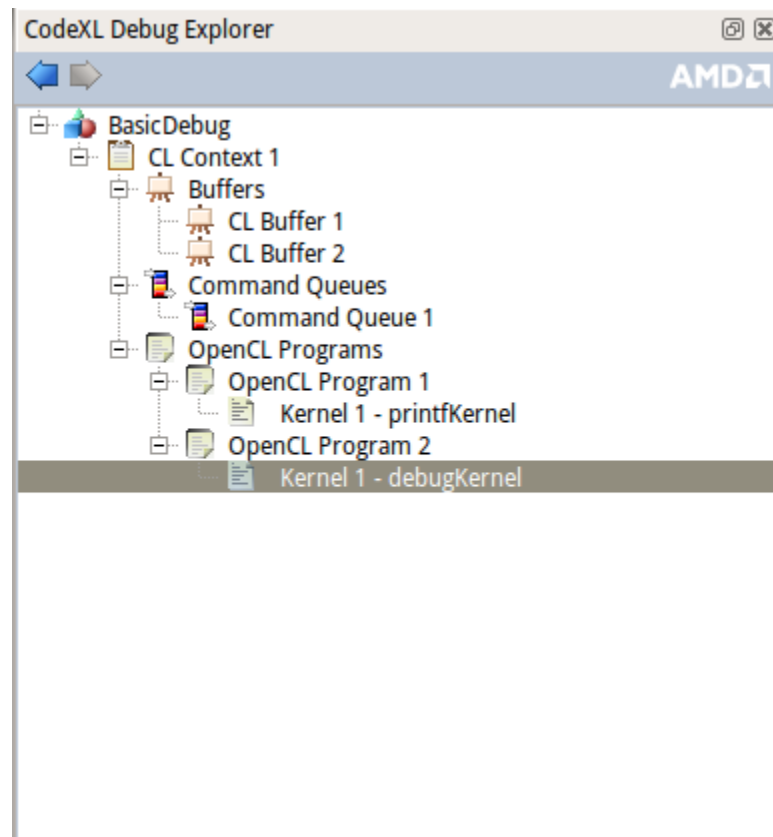 CodeXL Debug Explorer
AMD
BasicDebug
CL Context 1
Buffers
CL Buffer 1
CL Buffer 2
Command Queues
Command Queue 1
OpenCL Programs
OpenCL Program 1
Kernel 1 - printfKernel
OpenCL Program 2
Kernel 1 - debugKernel